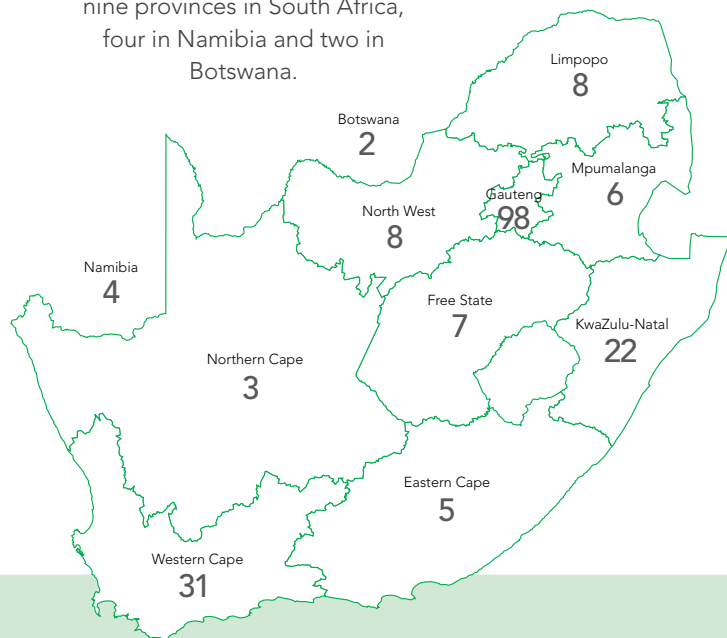 nine provinces in South Africa,
four in Namibia and two in
Botswana.
Limpopo
8
Botswana
2
Mpumalanga
6
Gauteng
98
North West
8
Namibia
4
Free State
7
KwaZulu-Natal
22
Northern Cape
3
Eastern Cape
5
Western Cape
31